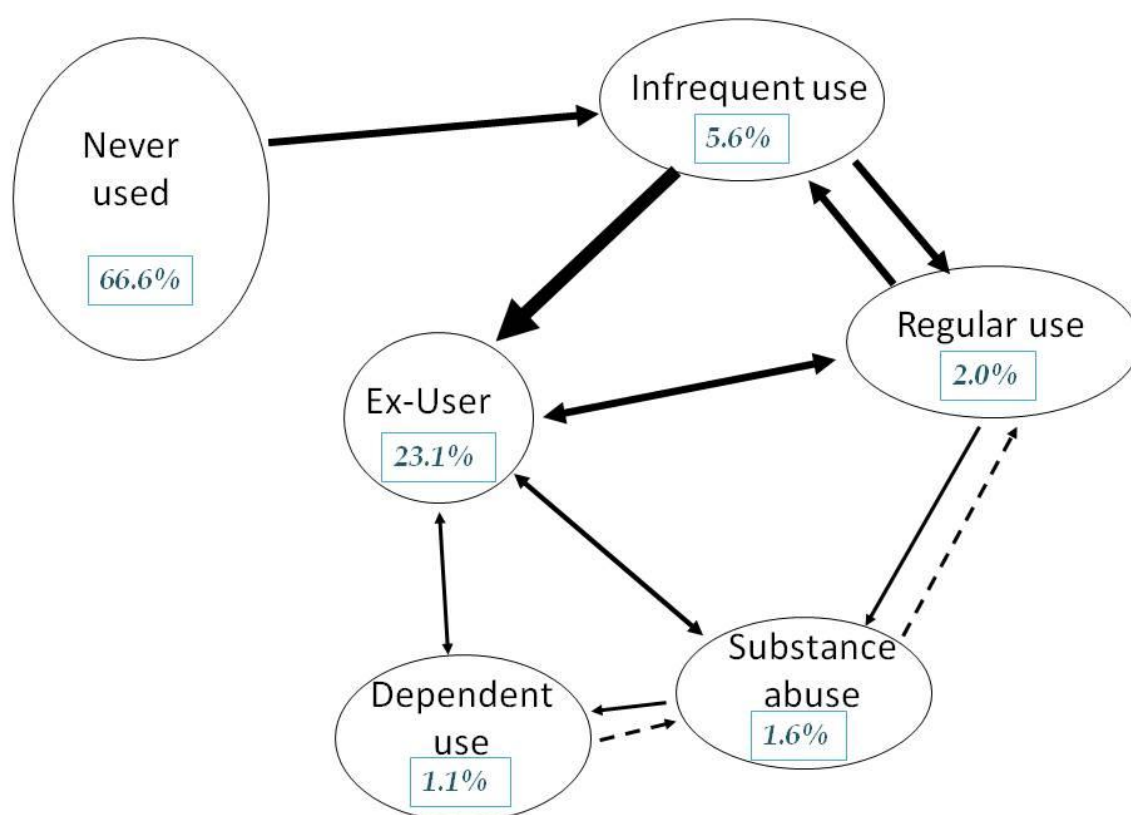 Never
used
66.6%
Infrequent use
5.6%
Regular use
2.0%
Ex-User
23.1%
Substance
abuse
1.6%
Dependent
use
1.1%